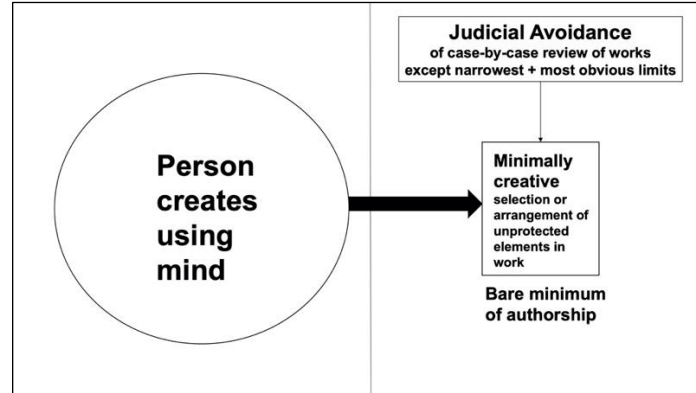 Judicial Avoidance
of case-by-case review of works
except narrowest + most obvious limits
Person
creates
using
mind
Minimally
creative
selection or
arrangement of
unprotected
elements in
work
Bare minimum
of authorship